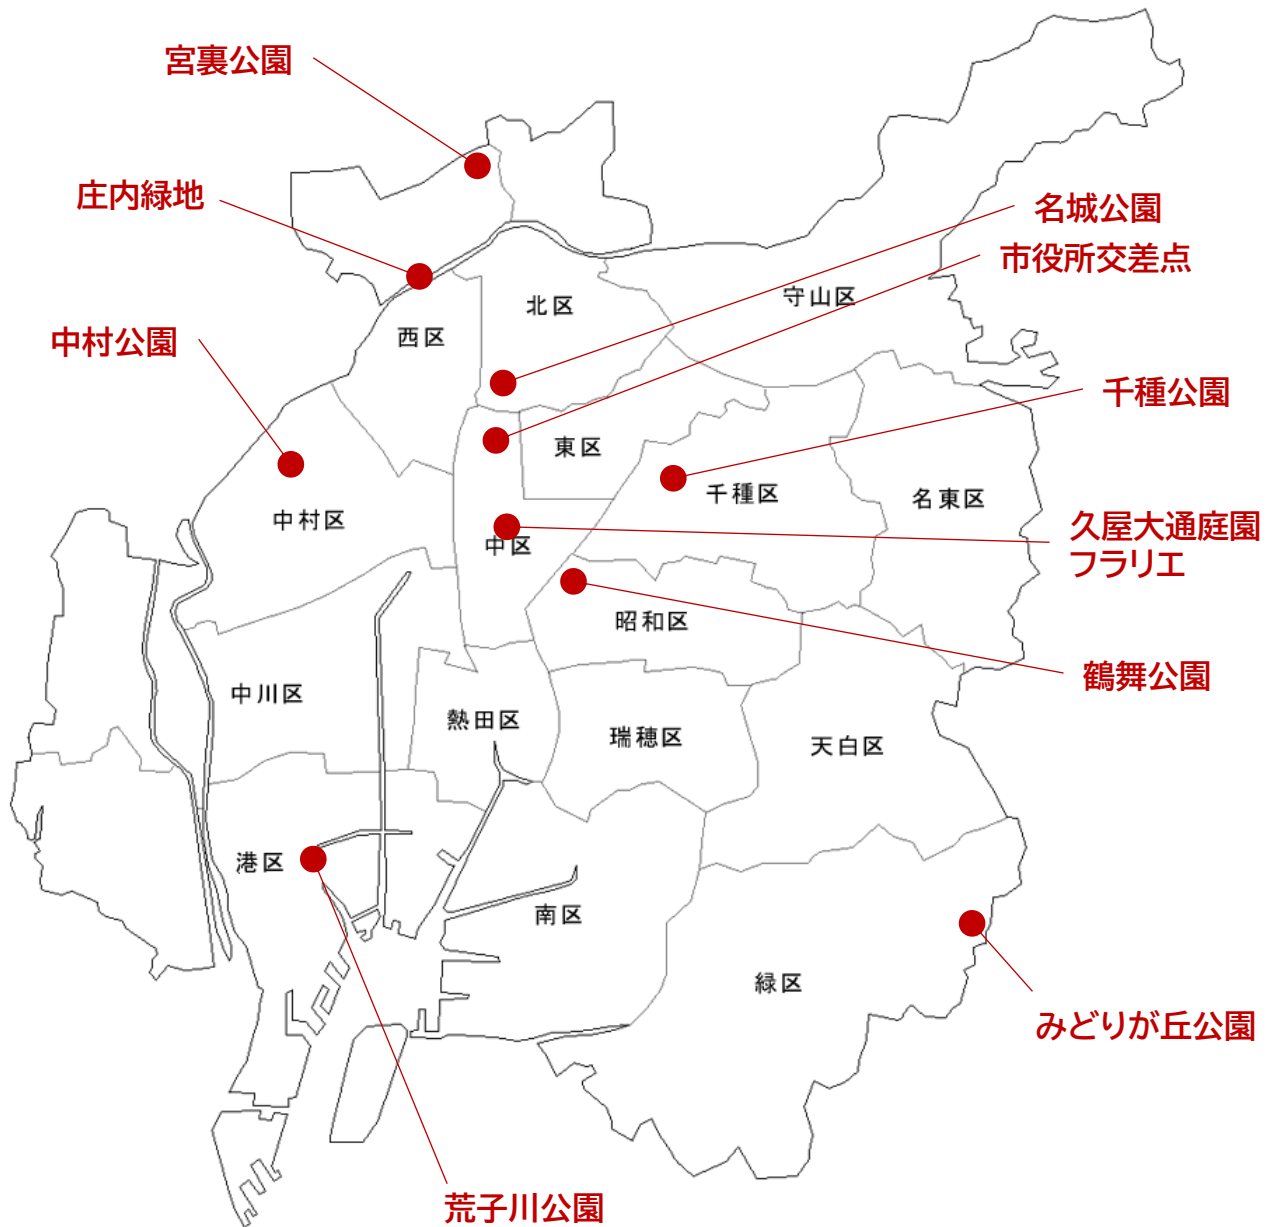 宮裏公園
庄内緑地
名城公園
市役所交差点
守山区
北区
西区
中村公園
千種公園
東区
千種区
名東区
中村区
久屋大通庭園
フラリエ
中区
昭和区
鶴舞公園
中川区
熱田区
瑞穂区
天白区
港区
南区
緑区
みどりが丘公園
荒子川公園